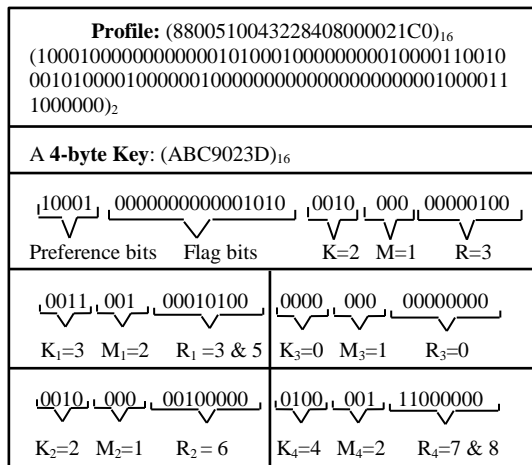 Profile: (8800510043228408000021C0)16
(10001000000000000101000100000000010000110010
001010000100000010000000000000000000001000011
1000000)2
A 4-byte Key: (ABC9023D)16
10001 0000000000001010 0010 000 00000100
Preference bits Flag bits K=2 M=1 R=3
0011 001 00010100
K1=3 M1=2 R1 =3 & 5
0000 000 00000000
K3=0 M3=1 R3=0
0010 000 00100000
K2=2 M2=1 R2 = 6
0100 001 11000000
K4=4 M4=2 R4=7 & 8